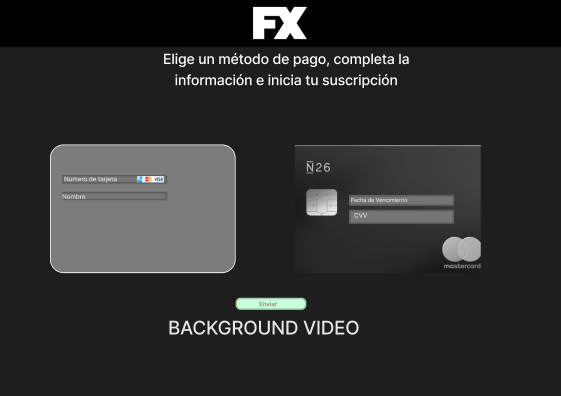 FX
Elige un método de pago, completa la
información e inicia tu suscripción
Numero de tarjeta
VISA
Nombre
N26
Fecha de Vencimiento
CVV
mastercard
Enviar
BACKGROUND VIDEO